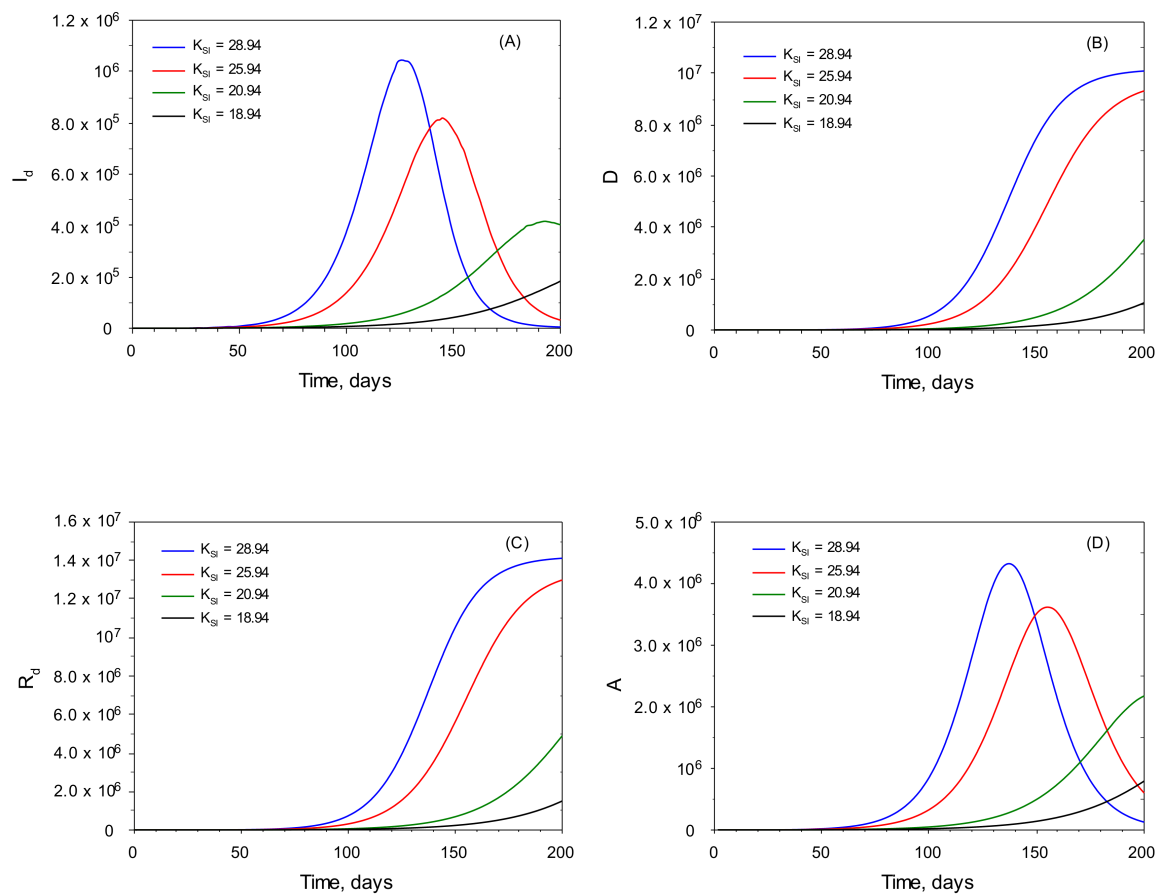 (A)
K_SI = 28.94
K_SI = 25.94
K_SI = 20.94
K_SI = 18.94
1.2 x 10^6
10^6
8.0 x 10^5
6.0 x 10^5
4.0 x 10^5
2.0 x 10^5
0
I_d
0 50 100 150 200
Time, days
(B)
K_SI = 28.94
K_SI = 25.94
K_SI = 20.94
K_SI = 18.94
1.2 x 10^7
10^7
8.0 x 10^6
6.0 x 10^6
4.0 x 10^6
2.0 x 10^6
0
D
0 50 100 150 200
Time, days
(C)
K_SI = 28.94
K_SI = 25.94
K_SI = 20.94
K_SI = 18.94
1.6 x 10^7
1.4 x 10^7
1.2 x 10^7
10^7
8.0 x 10^6
6.0 x 10^6
4.0 x 10^6
2.0 x 10^6
0
R_d
0 50 100 150 200
Time, days
(D)
K_SI = 28.94
K_SI = 25.94
K_SI = 20.94
K_SI = 18.94
5.0 x 10^6
4.0 x 10^6
3.0 x 10^6
2.0 x 10^6
10^6
0
A
0 50 100 150 200
Time, days